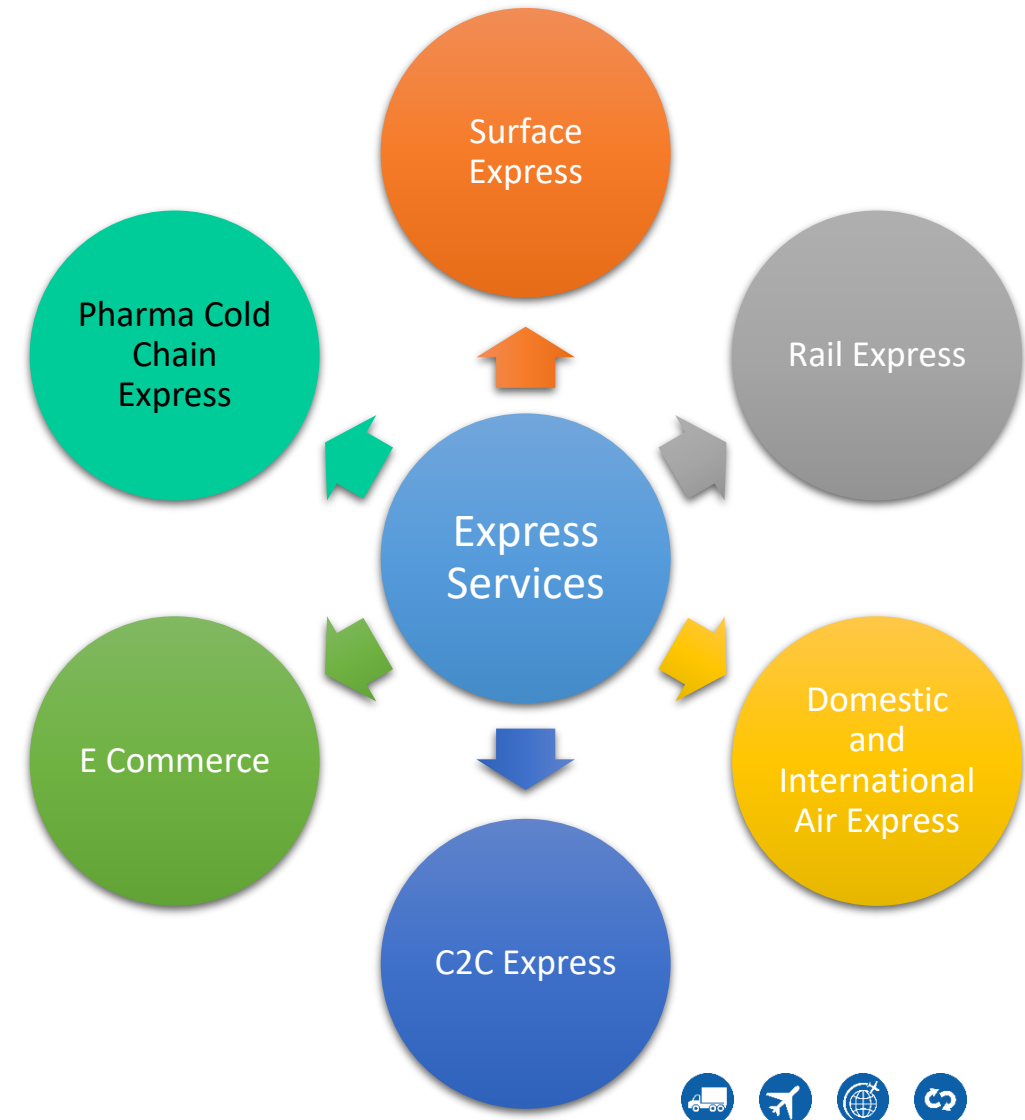 Surface
Express
Pharma Cold
Chain
Express
Rail Express
Express
Services
E Commerce
Domestic
and
International
Air Express
C2C Express